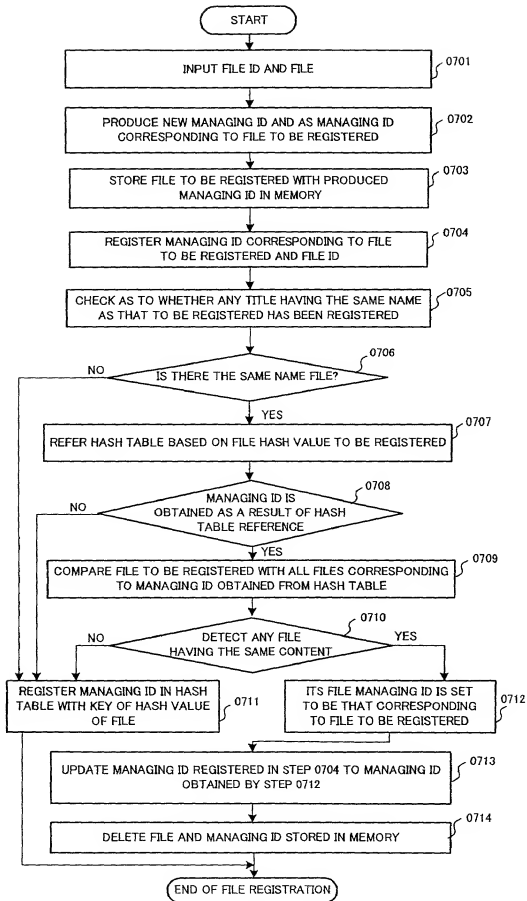 START
INPUT FILE ID AND FILE
0701
PRODUCE NEW MANAGING ID AND AS MANAGING ID
CORRESPONDING TO FILE TO BE REGISTERED
0702
STORE FILE TO BE REGISTERED WITH PRODUCED
MANAGING ID IN MEMORY
0703
REGISTER MANAGING ID CORRESPONDING TO FILE
TO BE REGISTERED AND FILE ID
0704
CHECK AS TO WHETHER ANY TITLE HAVING THE SAME NAME
AS THAT TO BE REGISTERED HAS BEEN REGISTERED
0705
IS THERE THE SAME NAME FILE?
0706
NO
YES
REFER HASH TABLE BASED ON FILE HASH VALUE TO BE REGISTERED
0707
MANAGING ID IS
OBTAINED AS A RESULT OF HASH
TABLE REFERENCE
0708
NO
YES
COMPARE FILE TO BE REGISTERED WITH ALL FILES CORRESPONDING
TO MANAGING ID OBTAINED FROM HASH TABLE
0709
DETECT ANY FILE
HAVING THE SAME CONTENT
0710
NO
YES
REGISTER MANAGING ID IN HASH
TABLE WITH KEY OF HASH VALUE
OF FILE
0711
ITS FILE MANAGING ID IS SET
TO BE THAT CORRESPONDING
TO FILE TO BE REGISTERED
0712
UPDATE MANAGING ID REGISTERED IN STEP 0704 TO MANAGING ID
OBTAINED BY STEP 0712
0713
DELETE FILE AND MANAGING ID STORED IN MEMORY
0714
END OF FILE REGISTRATION